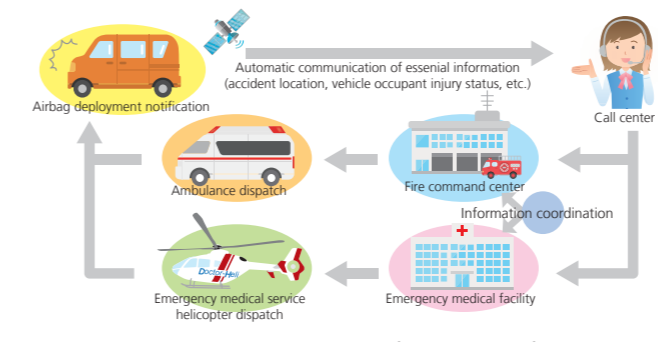 Automatic communication of essenial information
(accident location, vehicle occupant injury status, etc.)
Airbag deployment notification
Call center
Ambulance dispatch
Fire command center
Information coordination
Doctor-Heli
Emergency medical service
helicopter dispatch
Emergency medical facility